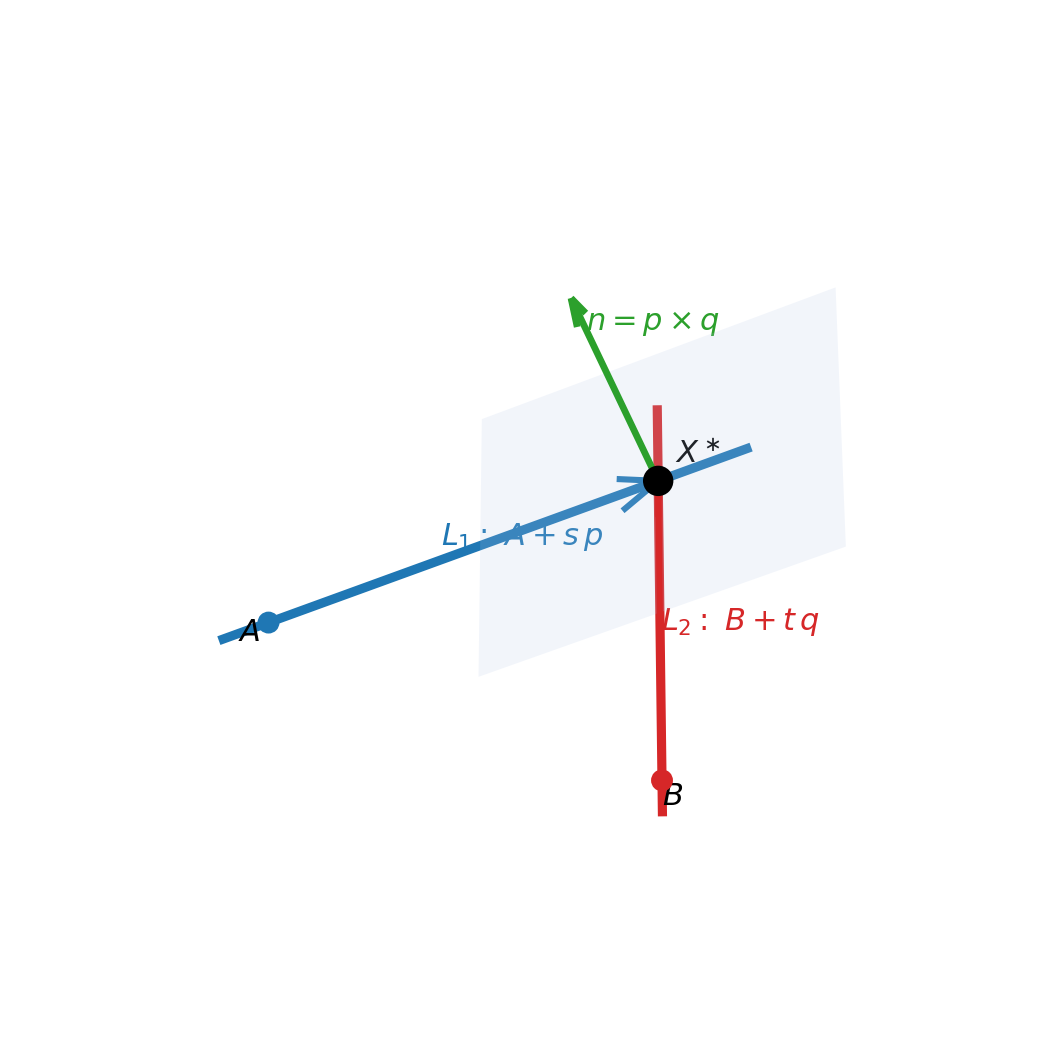 n = p × q
X*
L₁: A + s p
A
L₂: B + t q
B